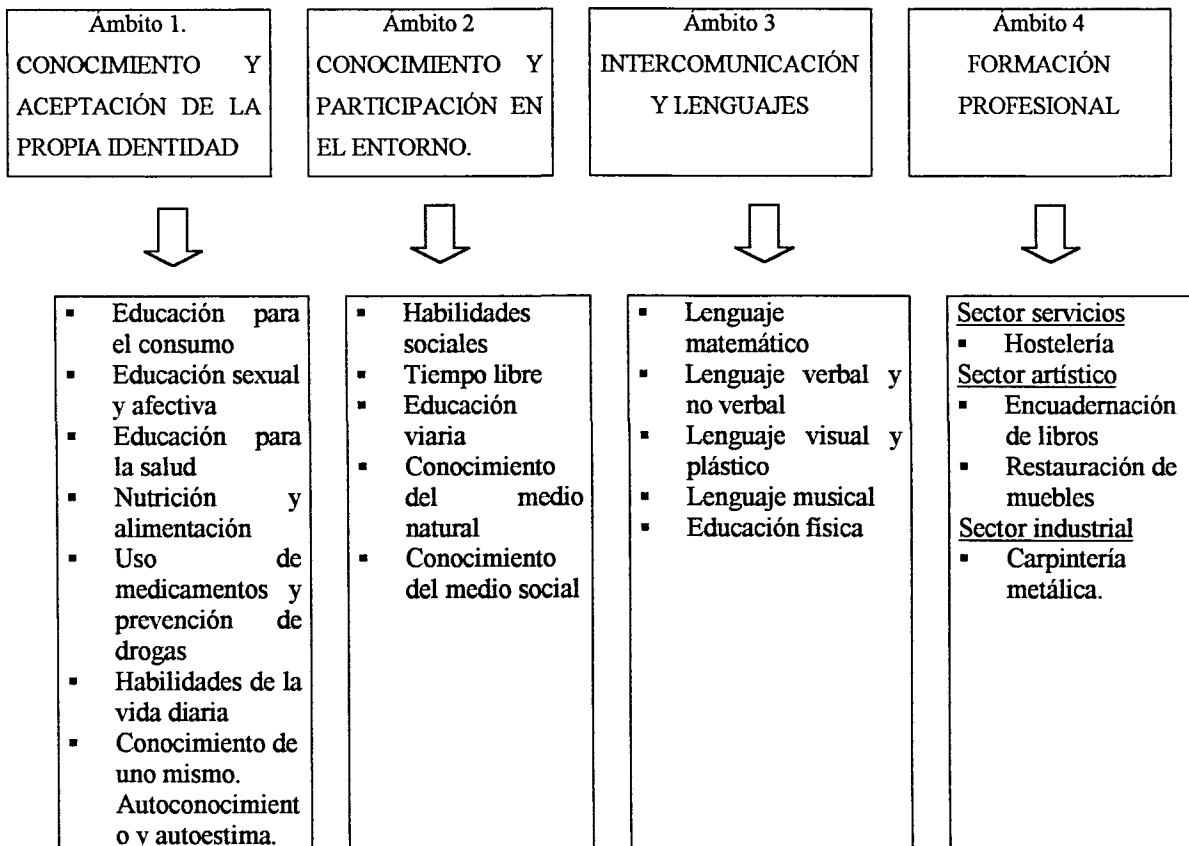 Ámbito 1.
CONOCIMIENTO Y
ACEPTACIÓN DE LA
PROPIA IDENTIDAD
Ámbito 2
CONOCIMIENTO Y
PARTICIPACIÓN EN
EL ENTORNO.
Ámbito 3
INTERCOMUNICACIÓN
Y LENGUAJES
Ámbito 4
FORMACIÓN
PROFESIONAL
▪ Educación para
el consumo
▪ Educación sexual
y afectiva
▪ Educación para
la salud
▪ Nutrición y
alimentación
▪ Uso de
medicamentos y
prevención de
drogas
▪ Habilidades de la
vida diaria
▪ Conocimiento de
uno mismo.
Autoconocimient
o y autoestima.
▪ Habilidades
sociales
▪ Tiempo libre
▪ Educación
viaria
▪ Conocimiento
del medio
natural
▪ Conocimiento
del medio social
▪ Lenguaje
matemático
▪ Lenguaje verbal y
no verbal
▪ Lenguaje visual y
plástico
▪ Lenguaje musical
▪ Educación física
Sector servicios
▪ Hostelería
Sector artístico
▪ Encuadernación
de libros
▪ Restauración de
muebles
Sector industrial
▪ Carpintería
metálica.